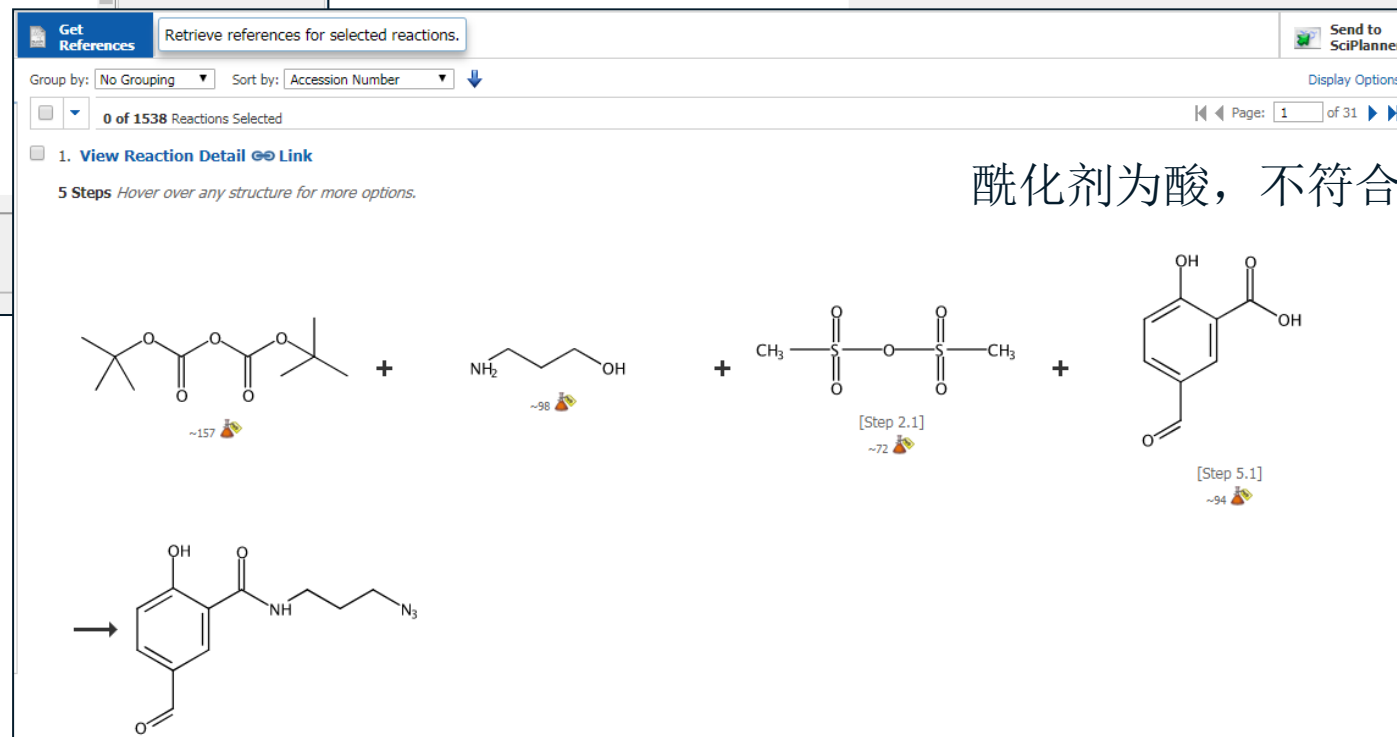 Get References
Retrieve references for selected reactions.
Send to SciPlanner
Group by: No Grouping ▼ Sort by: Accession Number ▼
Display Options
0 of 1538 Reactions Selected
Page: 1 of 31
1. View Reaction Detail Link
5 Steps Hover over any structure for more options.
酰化剂为酸，不符合
O O O
O O
~157
NH2 OH
~98
O O
CH3 S O S CH3
O O
[Step 2.1]
~72
OH O
OH
O
[Step 5.1]
~94
OH O
NH N3
O